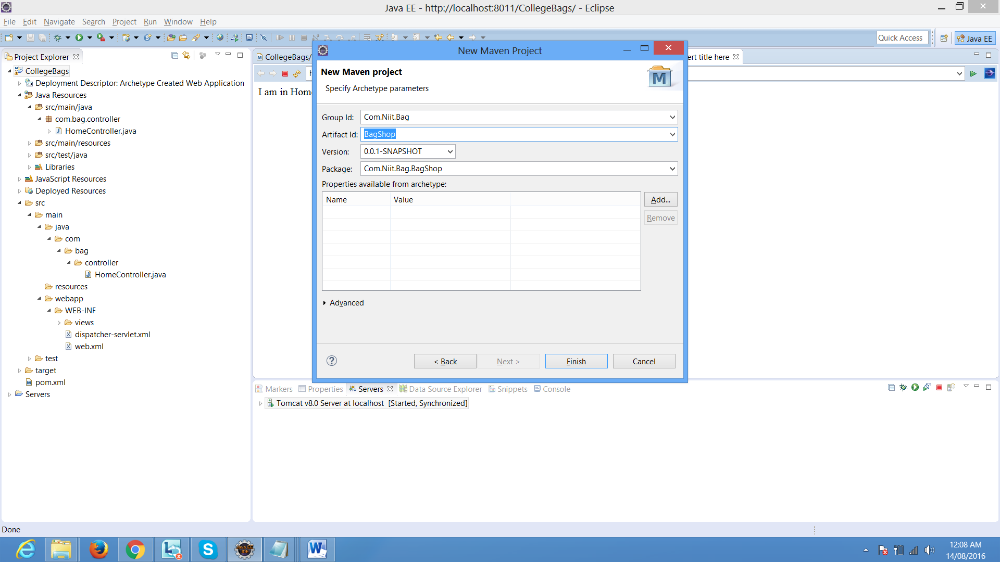 Java EE - http://localhost:8011/CollegeBags/ - Eclipse
File Edit Navigate Search Project Run Window Help
Quick Access
Java EE
Project Explorer
CollegeBags
Deployment Descriptor: Archetype Created Web Application
Java Resources
src/main/java
com.bag.controller
HomeController.java
src/main/resources
src/test/java
Libraries
JavaScript Resources
Deployed Resources
src
main
java
com
bag
controller
HomeController.java
resources
webapp
WEB-INF
views
dispatcher-servlet.xml
web.xml
test
target
pom.xml
Servers
CollegeBags/
ert title here
I am in Hom
New Maven Project
New Maven project
Specify Archetype parameters
M
Group Id: Com.Niit.Bag
Artifact Id: BagShop
Version: 0.0.1-SNAPSHOT
Package: Com.Niit.Bag.BagShop
Properties available from archetype:
Name Value
Add...
Remove
Advanced
?
< Back Next > Finish Cancel
Markers Properties Servers Data Source Explorer Snippets Console
Tomcat v8.0 Server at localhost [Started, Synchronized]
Done
12:08 AM
14/08/2016